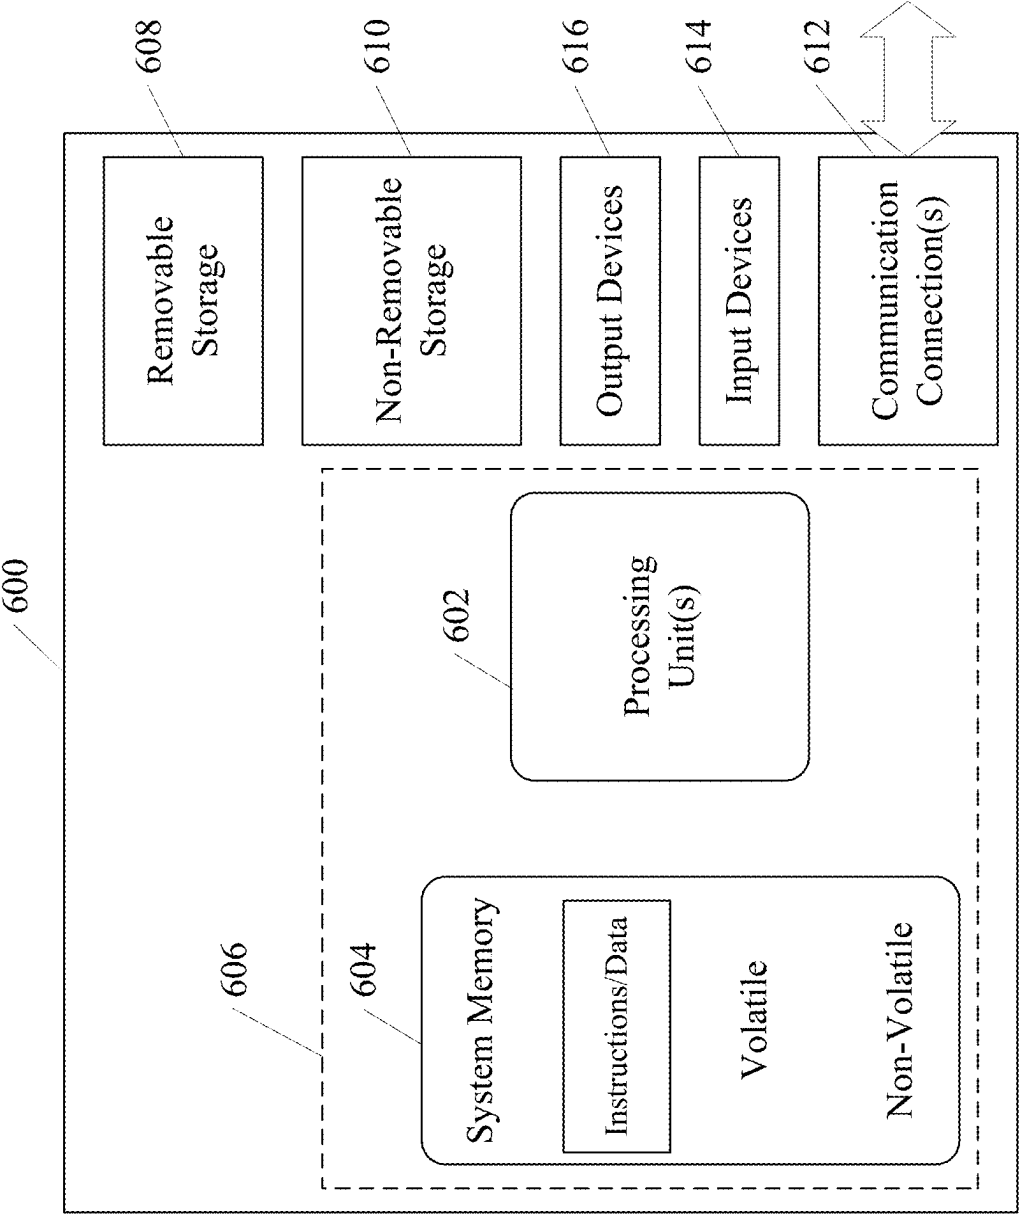 600
606
604
System Memory
Instructions/Data
Volatile
Non-Volatile
602
Processing
Unit(s)
608
Removable
Storage
610
Non-Removable
Storage
616
Output Devices
614
Input Devices
612
Communication
Connection(s)